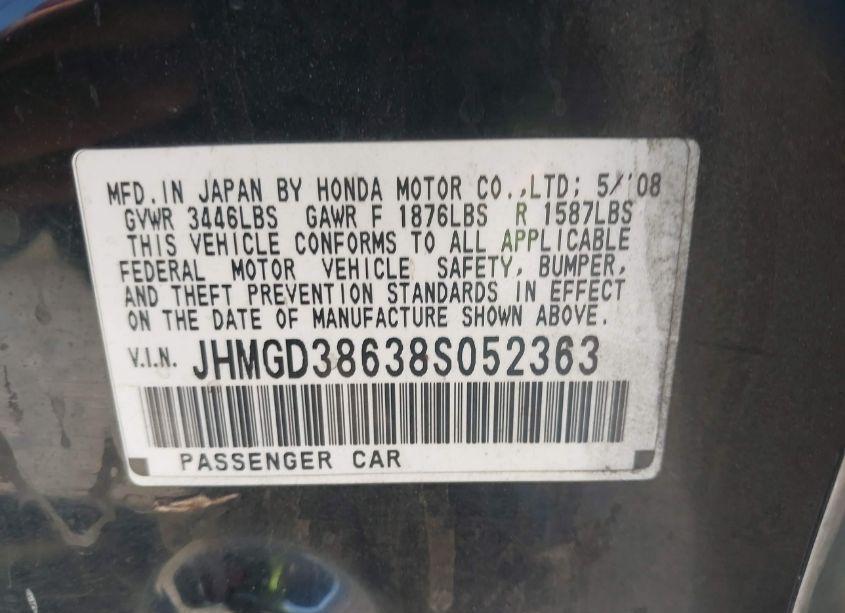 MFD. IN JAPAN BY HONDA MOTOR CO.,LTD; 5/'08
GVWR 3446LBS GAWR F 1876LBS R 1587LBS
THIS VEHICLE CONFORMS TO ALL APPLICABLE
FEDERAL MOTOR VEHICLE SAFETY, BUMPER,
AND THEFT PREVENTION STANDARDS IN EFFECT
ON THE DATE OF MANUFACTURE SHOWN ABOVE.
V.I.N. JHMGD38638S052363
PASSENGER CAR